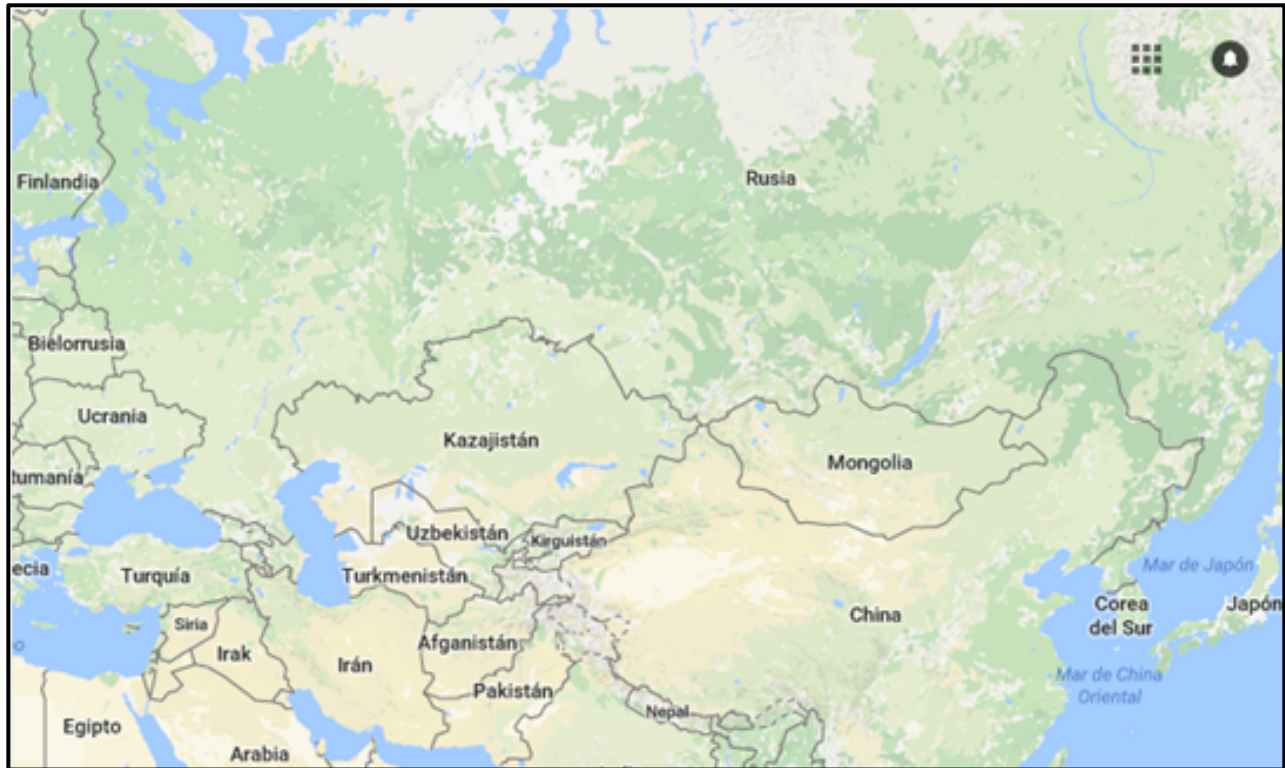 Finlandia
Rusia
Bielorrusia
Ucrania
Kazajistán
Mongolia
tumanía
Uzbekistán
Kirguistán
Mar de Japón
ecia
Turquía
Turkmenistán
Corea
del Sur
Japón
China
Siria
Afganistán
Irak
Irán
Mar de China
Oriental
Pakistán
Nepal
Egipto
Arabia